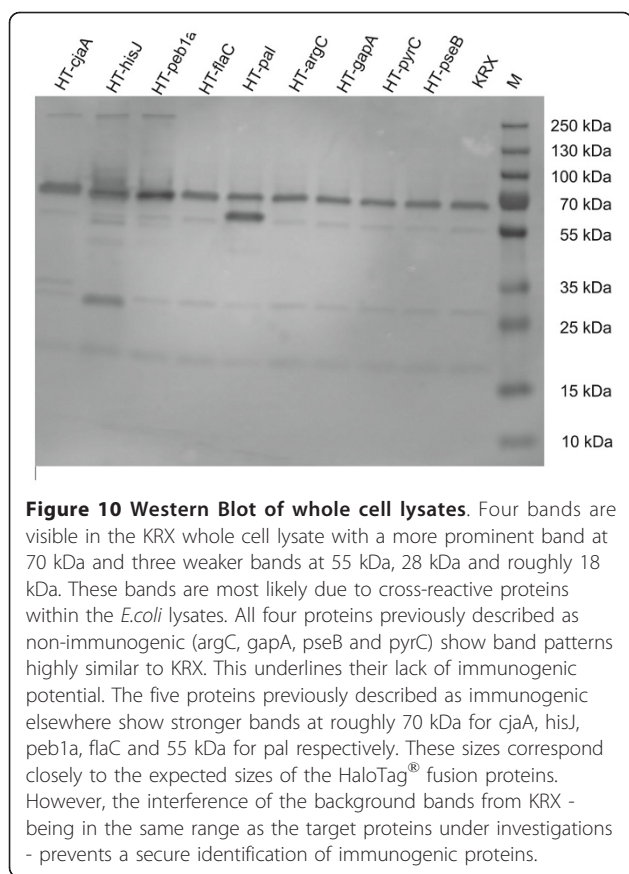 HT-cjaA
HT-hisJ
HT-peb1a
HT-flaC
HT-pal
HT-argC
HT-gapA
HT-pyrC
HT-pseB
KRX
M
250 kDa
130 kDa
100 kDa
70 kDa
55 kDa
35 kDa
25 kDa
15 kDa
10 kDa
Figure 10 Western Blot of whole cell lysates. Four bands are
visible in the KRX whole cell lysate with a more prominent band at
70 kDa and three weaker bands at 55 kDa, 28 kDa and roughly 18
kDa. These bands are most likely due to cross-reactive proteins
within the E.coli lysates. All four proteins previously described as
non-immunogenic (argC, gapA, pseB and pyrC) show band patterns
highly similar to KRX. This underlines their lack of immunogenic
potential. The five proteins previously described as immunogenic
elsewhere show stronger bands at roughly 70 kDa for cjaA, hisJ,
peb1a, flaC and 55 kDa for pal respectively. These sizes correspond
closely to the expected sizes of the HaloTag® fusion proteins.
However, the interference of the background bands from KRX -
being in the same range as the target proteins under investigations
- prevents a secure identification of immunogenic proteins.